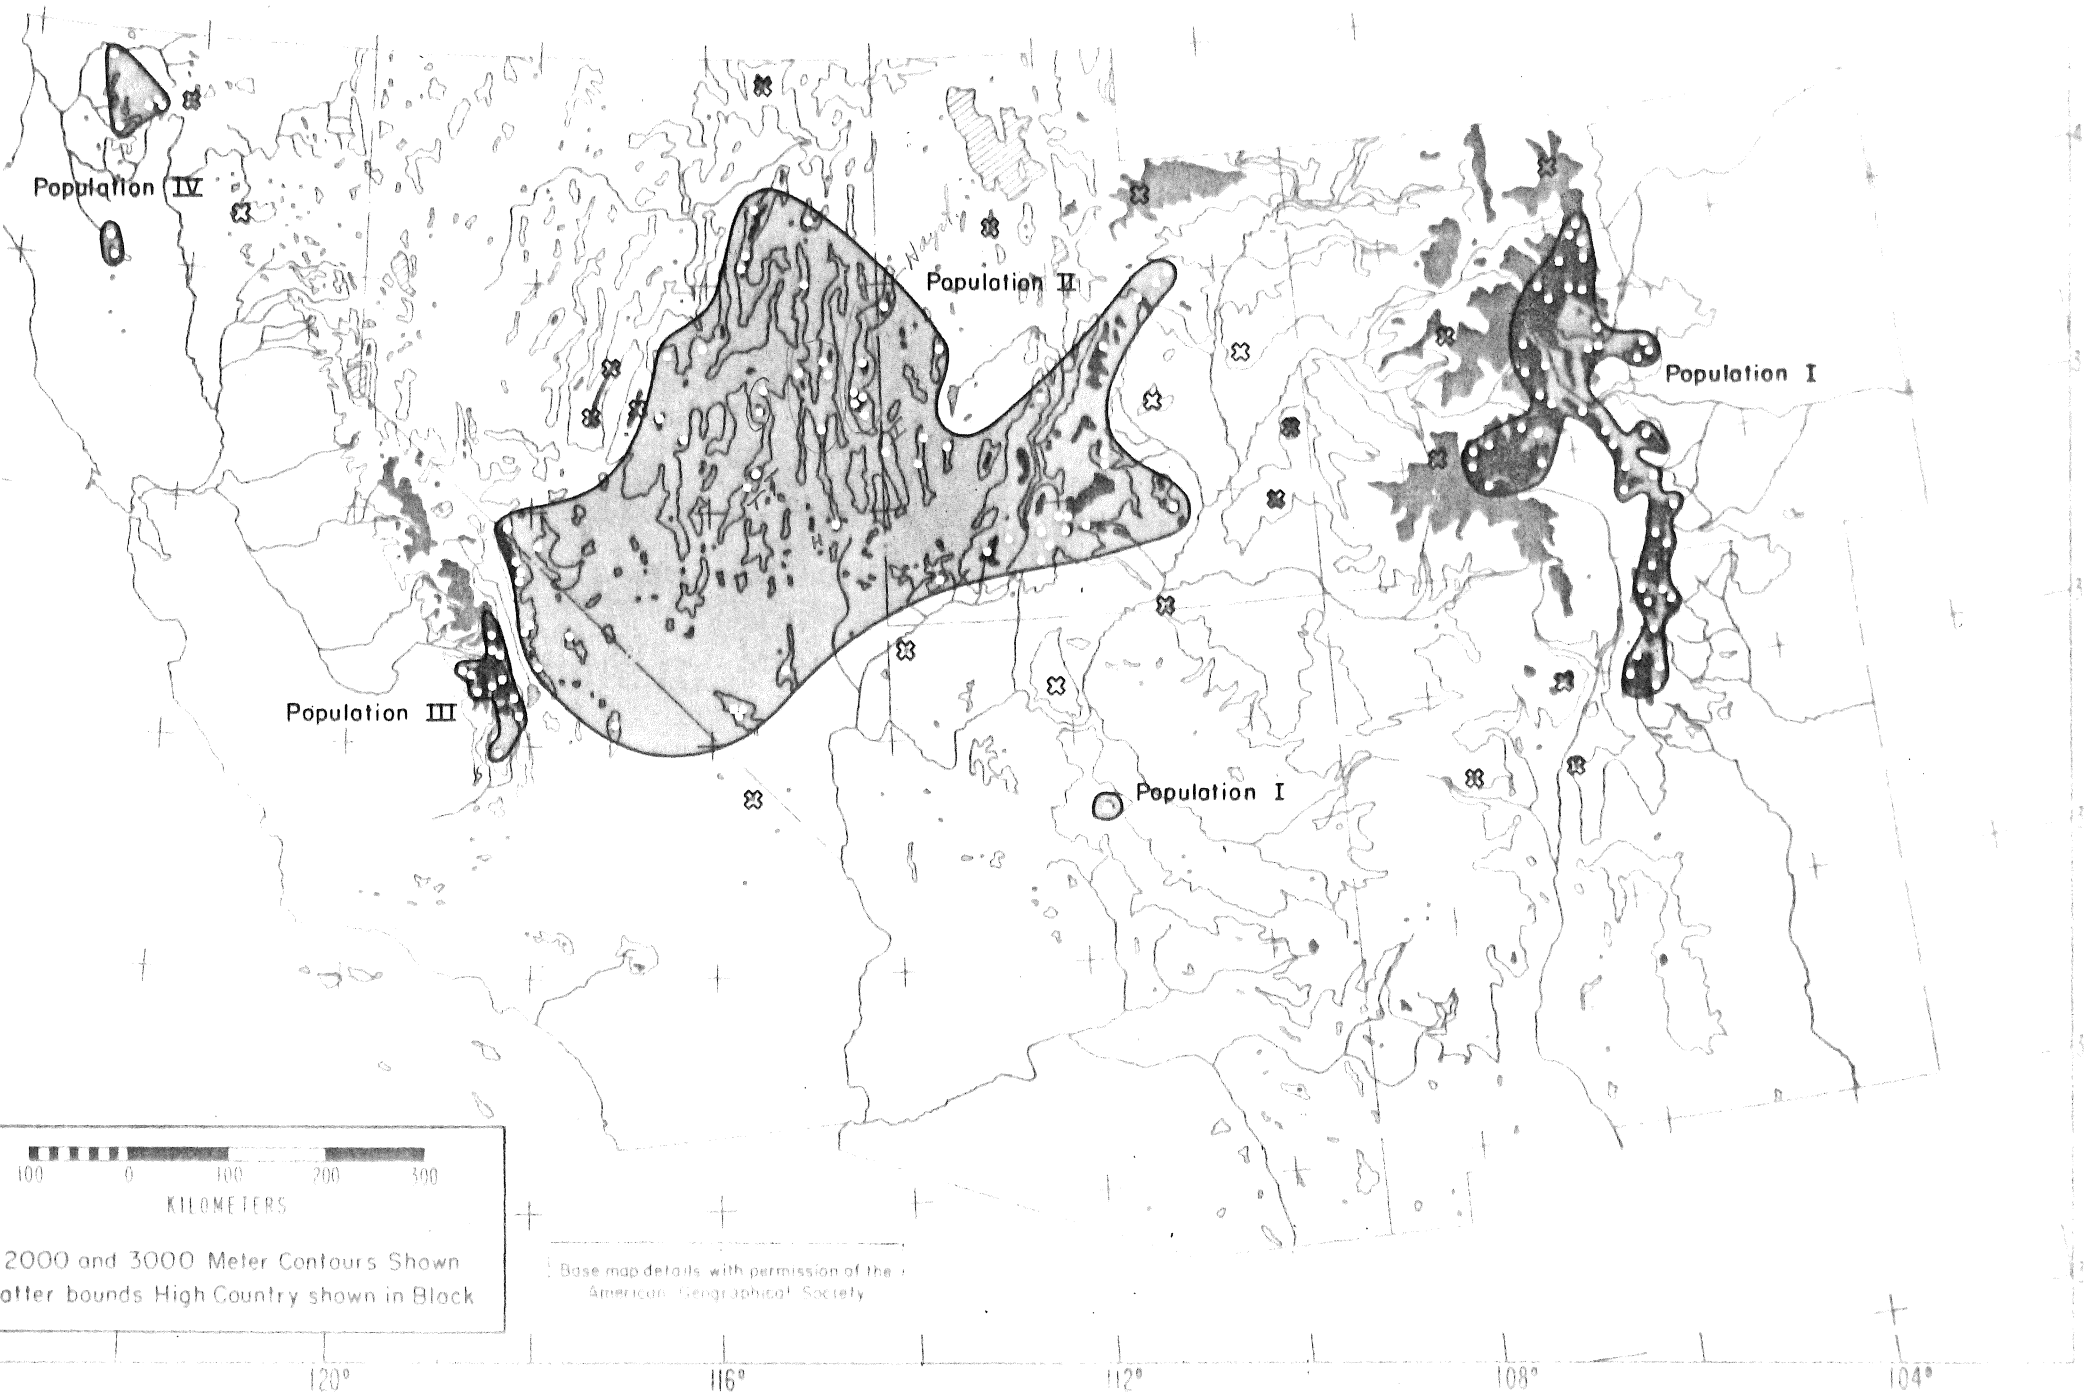 Population IV
Hagerty
Population II
Population I
Population III
Population I
100 0 100 200 300
KILOMETERS
2000 and 3000 Meter Contours Shown
atter bounds High Country shown in Black
Base map details with permission of the
American Geographical Society
120° 116° 112° 108° 104°